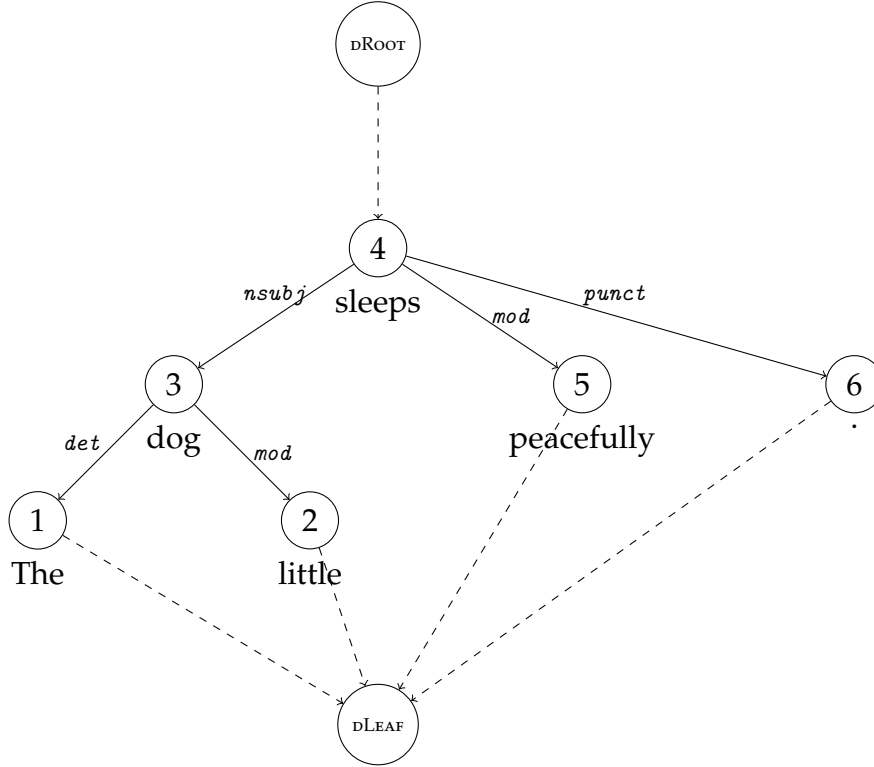 dRoot
4
sleeps
nsubj
mod
punct
3
dog
5
peacefully
6
.
det
mod
1
The
2
little
dLeaf